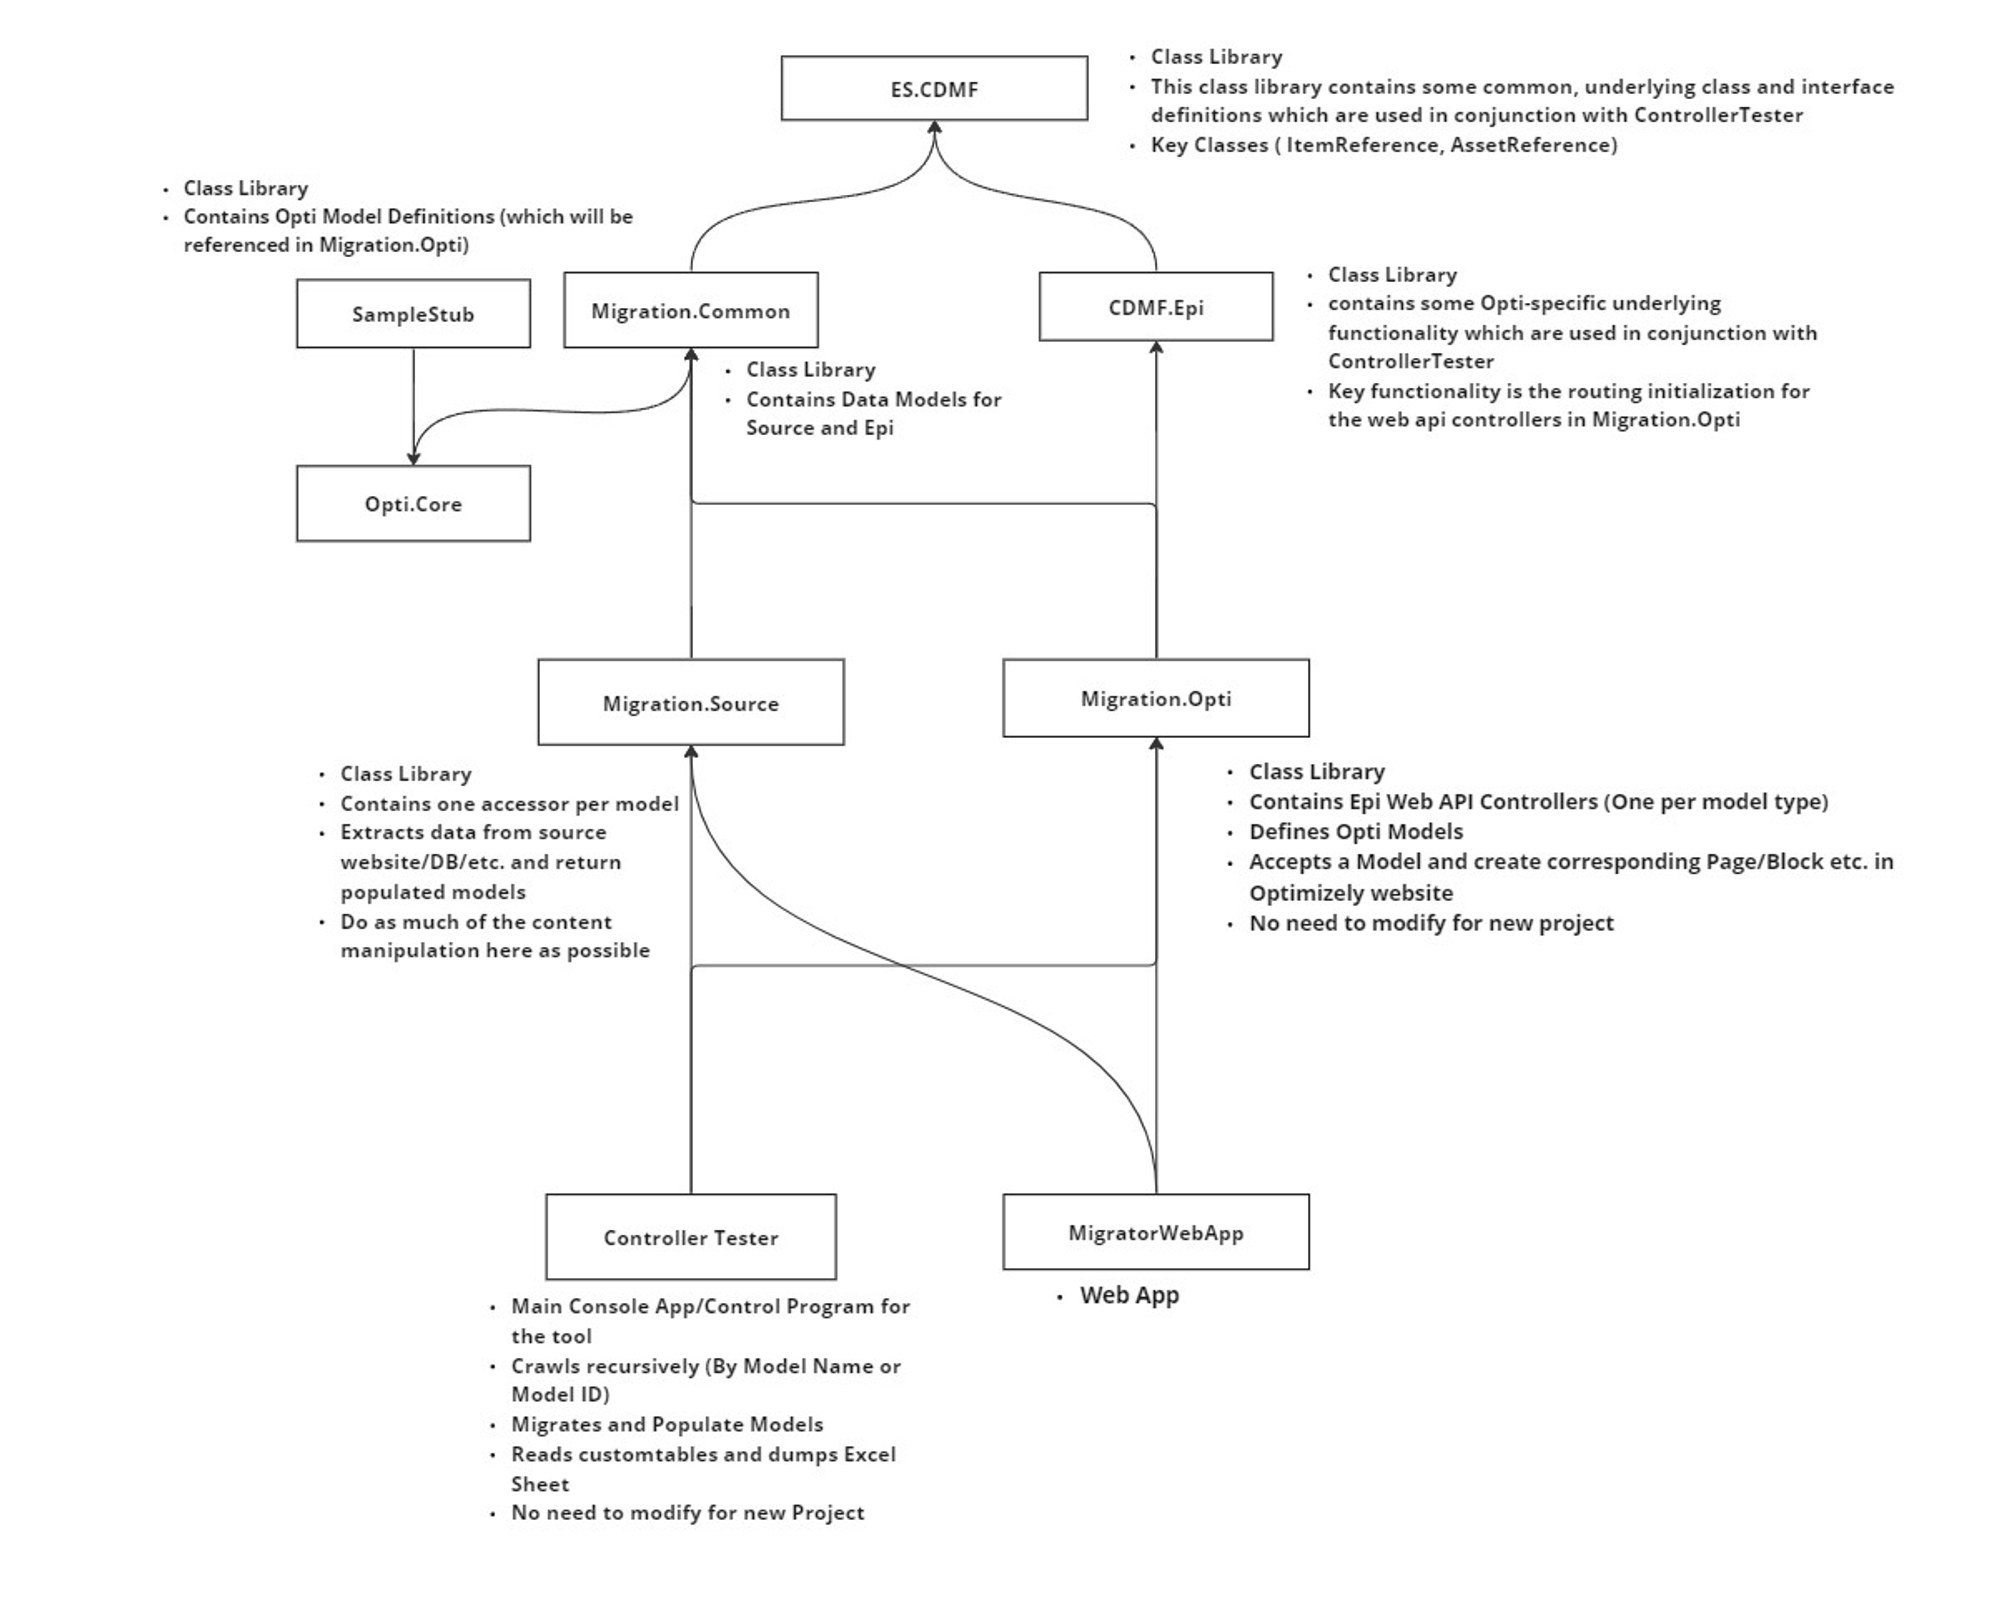 ES.CDMF
• Class Library
• This class library contains some common, underlying class and interface
definitions which are used in conjunction with ControllerTester
• Key Classes ( ItemReference, AssetReference)
• Class Library
• Contains Opti Model Definitions (which will be
referenced in Migration.Opti)
SampleStub
Migration.Common
CDMF.Epi
• Class Library
• contains some Opti-specific underlying
functionality which are used in conjunction with
ControllerTester
• Key functionality is the routing initialization for
the web api controllers in Migration.Opti
• Class Library
• Contains Data Models for
Source and Epi
Opti.Core
Migration.Source
Migration.Opti
• Class Library
• Contains one accessor per model
• Extracts data from source
website/DB/etc. and return
populated models
• Do as much of the content
manipulation here as possible
• Class Library
• Contains Epi Web API Controllers (One per model type)
• Defines Opti Models
• Accepts a Model and create corresponding Page/Block etc. in
Optimizely website
• No need to modify for new project
Controller Tester
MigratorWebApp
• Web App
• Main Console App/Control Program for
the tool
• Crawls recursively (By Model Name or
Model ID)
• Migrates and Populate Models
• Reads customtables and dumps Excel
Sheet
• No need to modify for new Project